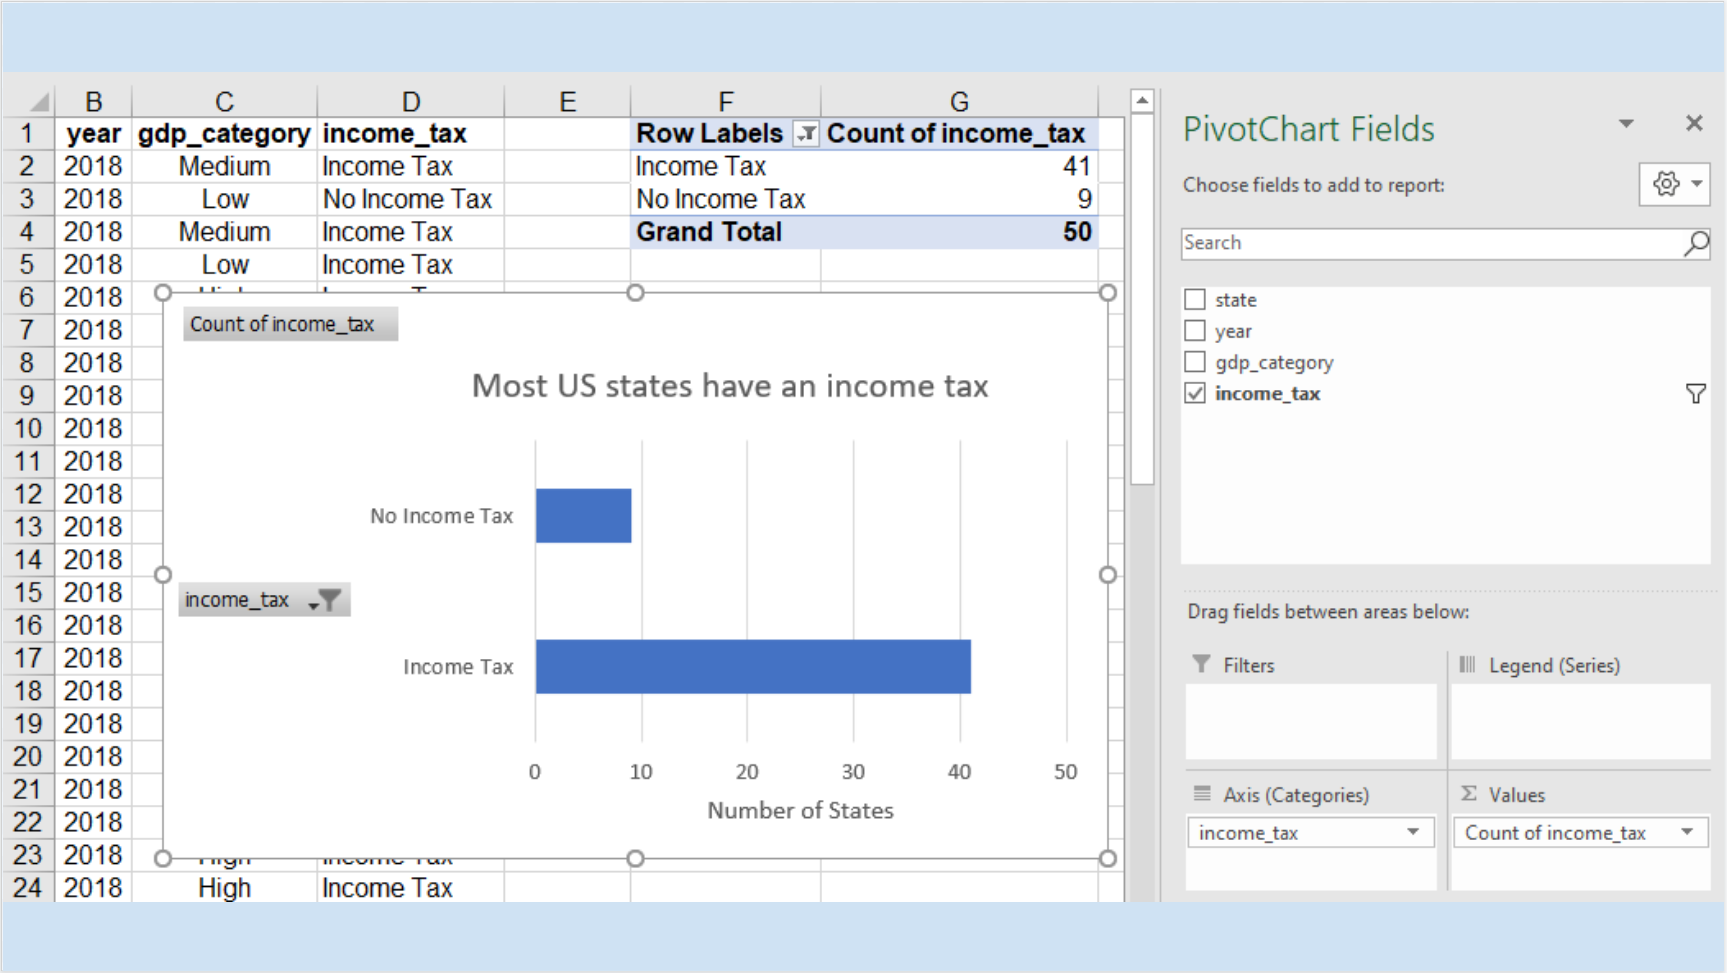 B C D E F G
1 year gdp_category income_tax Row Labels Count of income_tax
2 2018 Medium Income Tax Income Tax 41
3 2018 Low No Income Tax No Income Tax 9
4 2018 Medium Income Tax Grand Total 50
5 2018 Low Income Tax
6 2018
7 2018
8 2018
9 2018
10 2018
11 2018
12 2018
13 2018
14 2018
15 2018
16 2018
17 2018
18 2018
19 2018
20 2018
21 2018
22 2018
23 2018 High Income Tax
24 2018 High Income Tax
Count of income_tax
Most US states have an income tax
No Income Tax
income_tax
Income Tax
0 10 20 30 40 50
Number of States
PivotChart Fields
Choose fields to add to report:
Search
state
year
gdp_category
income_tax
Drag fields between areas below:
Filters
Legend (Series)
Axis (Categories)
Σ Values
income_tax
Count of income_tax